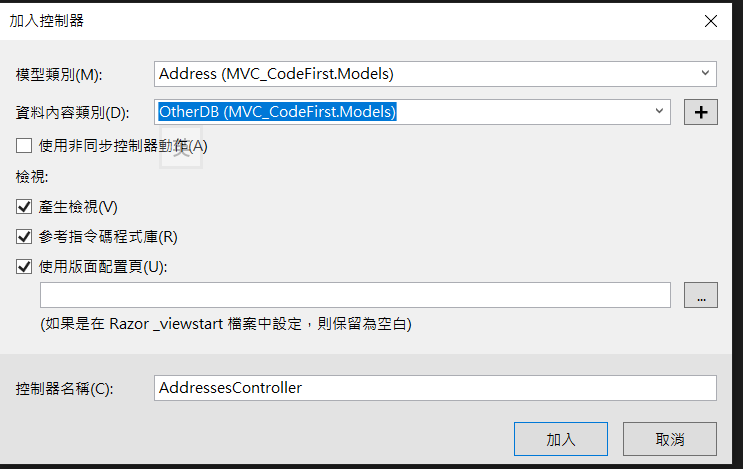 加入控制器
模型類別(M): Address (MVC_CodeFirst.Models)
資料內容類別(D): OtherDB (MVC_CodeFirst.Models)
使用非同步控制器動作(A)
英
檢視:
產生檢視(V)
參考指令碼程式庫(R)
使用版面配置頁(U):
...
(如果是在 Razor _viewstart 檔案中設定，則保留為空白)
控制器名稱(C): AddressesController
加入 取消